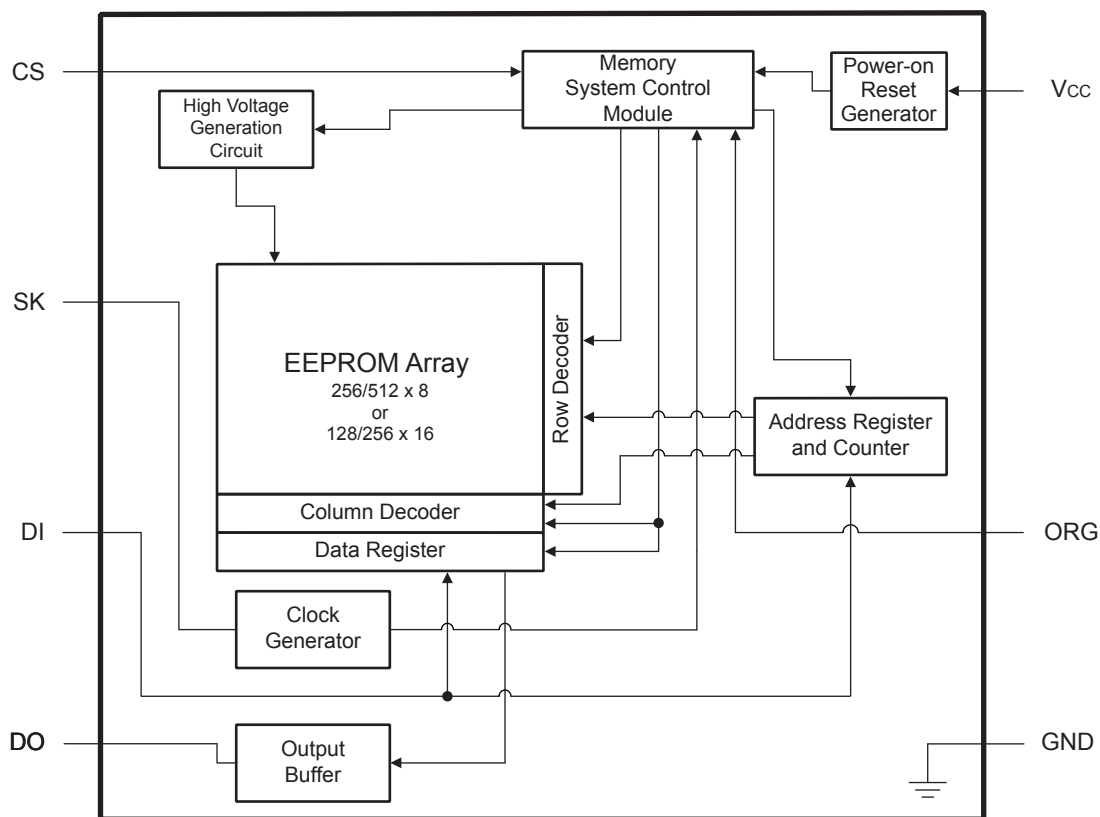 CS
Memory
System Control
Module
Power-on
Reset
Generator
VCC
High Voltage
Generation
Circuit
SK
EEPROM Array
256/512 x 8
or
128/256 x 16
Row Decoder
Address Register
and Counter
Column Decoder
DI
Data Register
ORG
Clock
Generator
DO
Output
Buffer
GND